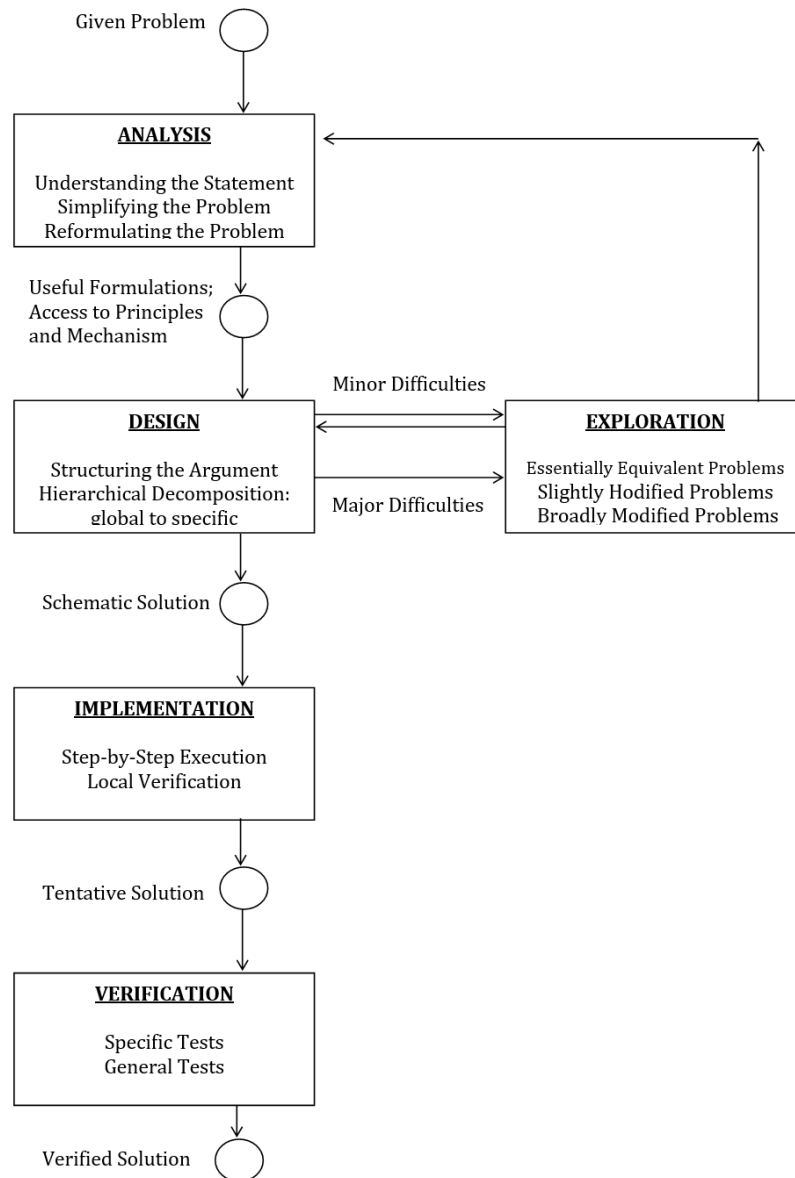 Given Problem
ANALYSIS
Understanding the Statement
Simplifying the Problem
Reformulating the Problem
Useful Formulations;
Access to Principles
and Mechanism
Minor Difficulties
DESIGN
Structuring the Argument
Hierarchical Decomposition:
global to specific
EXPLORATION
Essentially Equivalent Problems
Slightly Hodified Problems
Broadly Modified Problems
Major Difficulties
Schematic Solution
IMPLEMENTATION
Step-by-Step Execution
Local Verification
Tentative Solution
VERIFICATION
Specific Tests
General Tests
Verified Solution